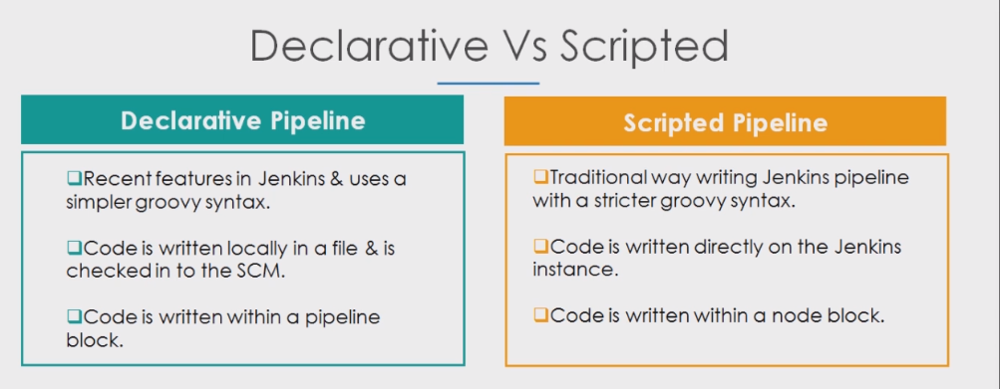 Declarative Vs Scripted
Declarative Pipeline
❑Recent features in Jenkins & uses a
simpler groovy syntax.
❑Code is written locally in a file & is
checked in to the SCM.
❑Code is written within a pipeline
block.
Scripted Pipeline
❑Traditional way writing Jenkins pipeline
with a stricter groovy syntax.
❑Code is written directly on the Jenkins
instance.
❑Code is written within a node block.